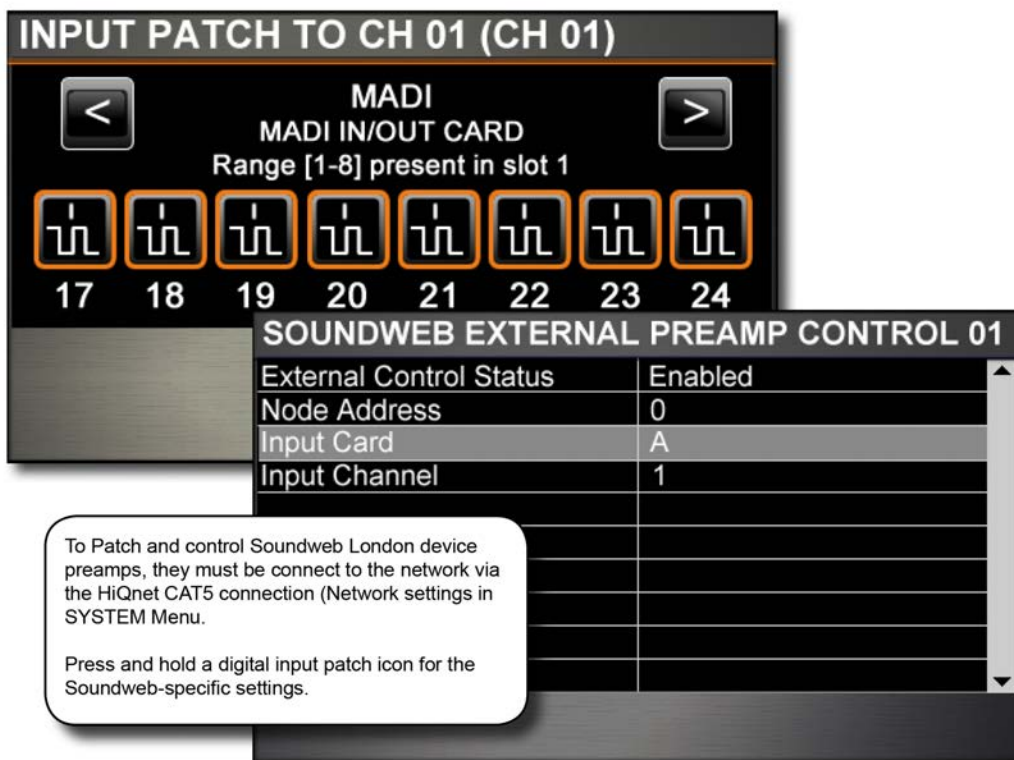 INPUT PATCH TO CH 01 (CH 01)
<
MADI
>
MADI IN/OUT CARD
Range [1-8] present in slot 1
17 18 19 20 21 22 23 24
SOUNDWEB EXTERNAL PREAMP CONTROL 01
External Control Status Enabled
Node Address 0
Input Card A
Input Channel 1
To Patch and control Soundweb London device
preamps, they must be connect to the network via
the HiQnet CAT5 connection (Network settings in
SYSTEM Menu.
Press and hold a digital input patch icon for the
Soundweb-specific settings.